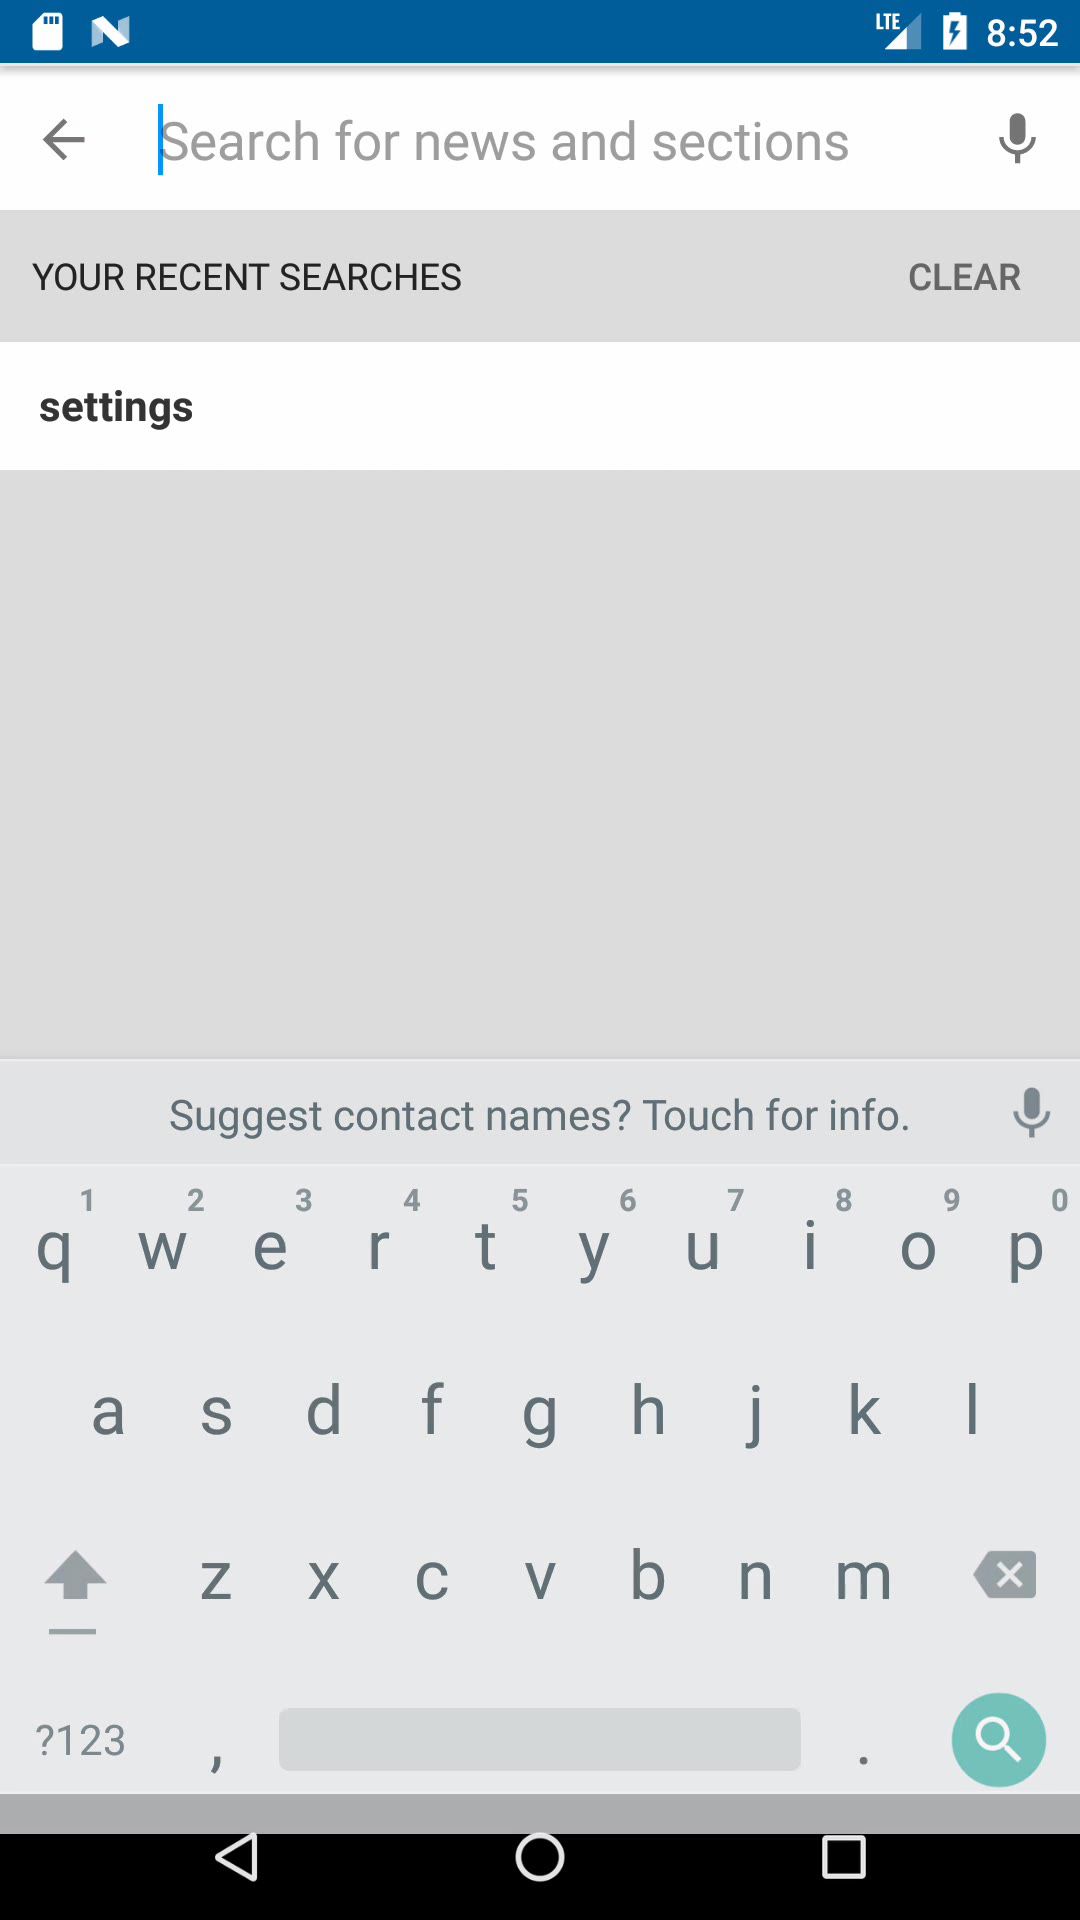 LTE 8:52
Search for news and sections
YOUR RECENT SEARCHES CLEAR
settings
Suggest contact names? Touch for info.
1 2 3 4 5 6 7 8 9 0
q w e r t y u i o p
a s d f g h j k l
z x c v b n m
?123 , .